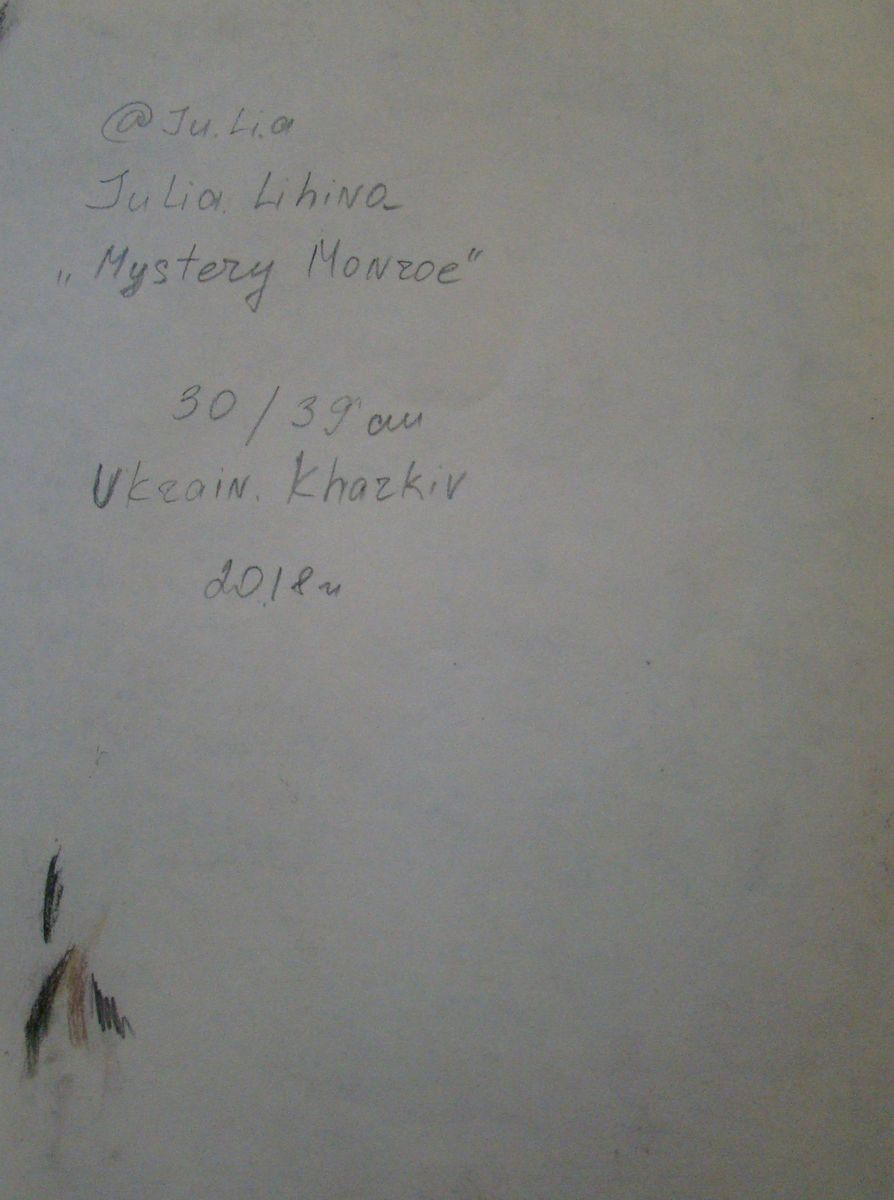 @Ju.Li.a
Julia Lihina
„Mystery Monroe"
30 / 39 см
Ukrain. Kharkiv
2018г